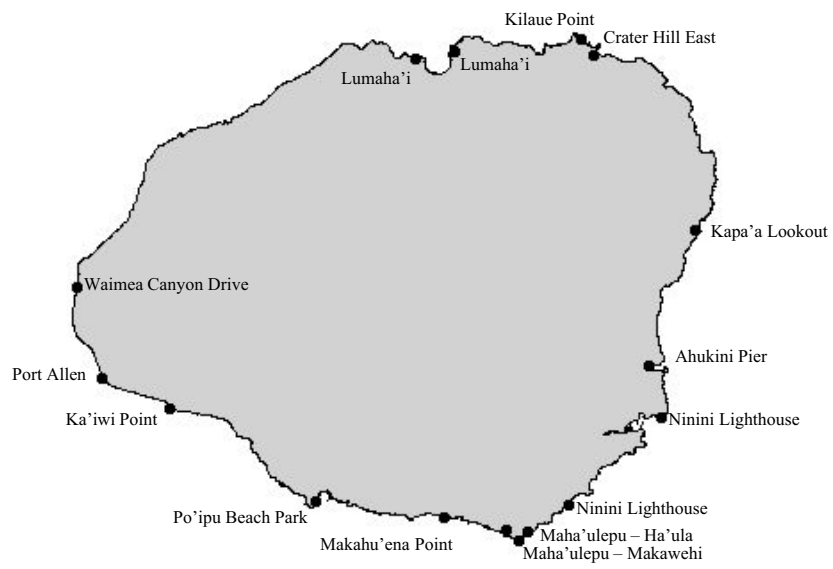 Kilaue Point
Crater Hill East
Lumaha'i
Lumaha'i
Kapa'a Lookout
Waimea Canyon Drive
Ahukini Pier
Port Allen
Ka'iwi Point
Ninini Lighthouse
Ninini Lighthouse
Po'ipu Beach Park
Makahu'ena Point
Maha'ulepu – Ha'ula
Maha'ulepu – Makawehi